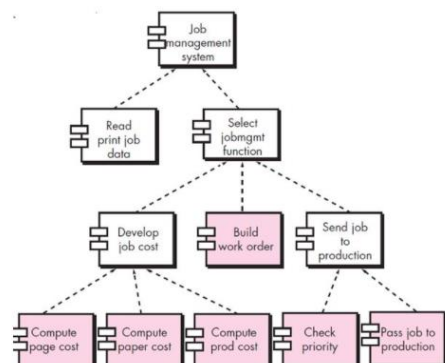 Job
management
system
Read
print job
data
Select
jobmgmt
function
Develop
job cost
Build
work order
Send job
to
production
Compute
page cost
Compute
paper cost
Compute
prod cost
Check
priority
Pass job to
production